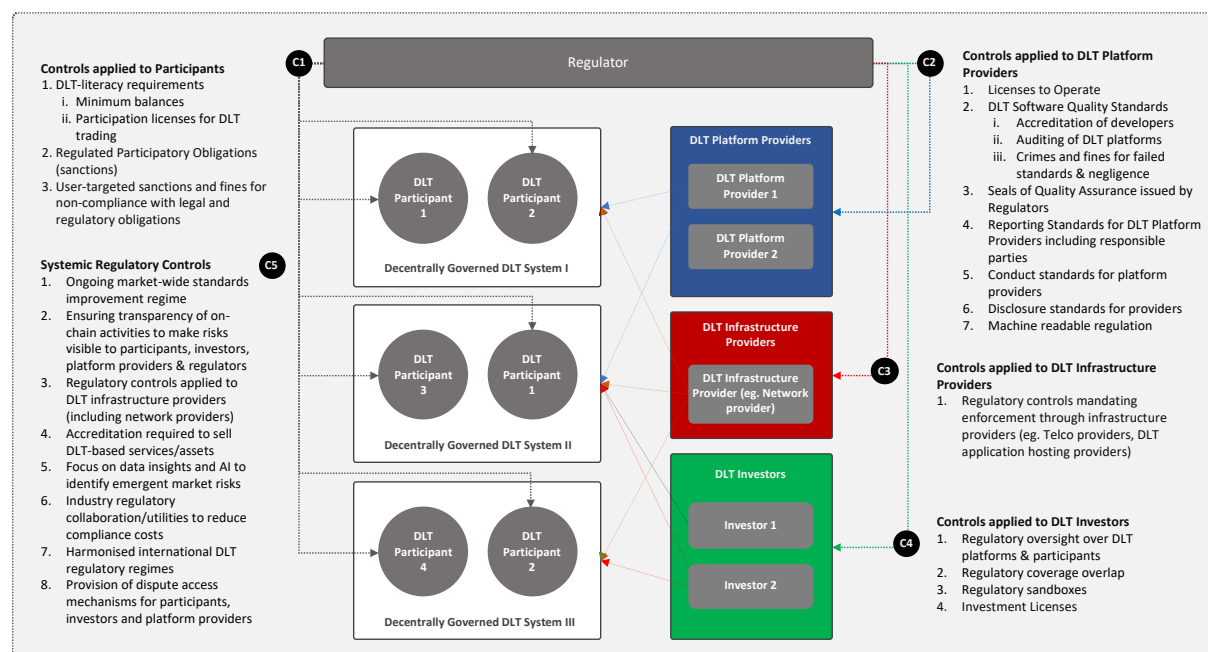 Regulator
C1
C2
Controls applied to Participants
1. DLT-literacy requirements
i. Minimum balances
ii. Participation licenses for DLT
trading
2. Regulated Participatory Obligations
(sanctions)
3. User-targeted sanctions and fines for
non-compliance with legal and
regulatory obligations
Systemic Regulatory Controls
C5
1. Ongoing market-wide standards
improvement regime
2. Ensuring transparency of on-
chain activities to make risks
visible to participants, investors,
platform providers & regulators
3. Regulatory controls applied to
DLT infrastructure providers
(including network providers)
4. Accreditation required to sell
DLT-based services/assets
5. Focus on data insights and AI to
identify emergent market risks
6. Industry regulatory
collaboration/utilities to reduce
compliance costs
7. Harmonised international DLT
regulatory regimes
8. Provision of dispute access
mechanisms for participants,
investors and platform providers
DLT
Participant
1
DLT
Participant
2
Decentrally Governed DLT System I
DLT
Participant
3
DLT
Participant
1
Decentrally Governed DLT System II
DLT
Participant
4
DLT
Participant
2
Decentrally Governed DLT System III
DLT Platform Providers
DLT Platform
Provider 1
DLT Platform
Provider 2
DLT Infrastructure
Providers
DLT Infrastructure
Provider (eg. Network
provider)
DLT Investors
Investor 1
Investor 2
C3
C4
Controls applied to DLT Platform
Providers
1. Licenses to Operate
2. DLT Software Quality Standards
i. Accreditation of developers
ii. Auditing of DLT platforms
iii. Crimes and fines for failed
standards & negligence
3. Seals of Quality Assurance issued by
Regulators
4. Reporting Standards for DLT Platform
Providers including responsible
parties
5. Conduct standards for platform
providers
6. Disclosure standards for providers
7. Machine readable regulation
Controls applied to DLT Infrastructure
Providers
1. Regulatory controls mandating
enforcement through infrastructure
providers (eg. Telco providers, DLT
application hosting providers)
Controls applied to DLT Investors
1. Regulatory oversight over DLT
platforms & participants
2. Regulatory coverage overlap
3. Regulatory sandboxes
4. Investment Licenses